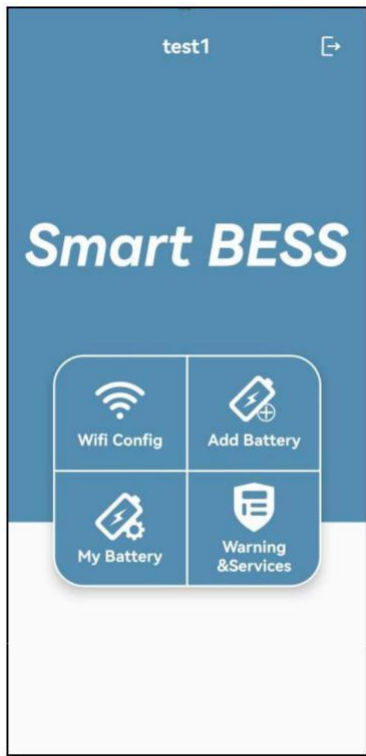 test1
Smart BESS
Wifi Config
Add Battery
My Battery
Warning
&Services